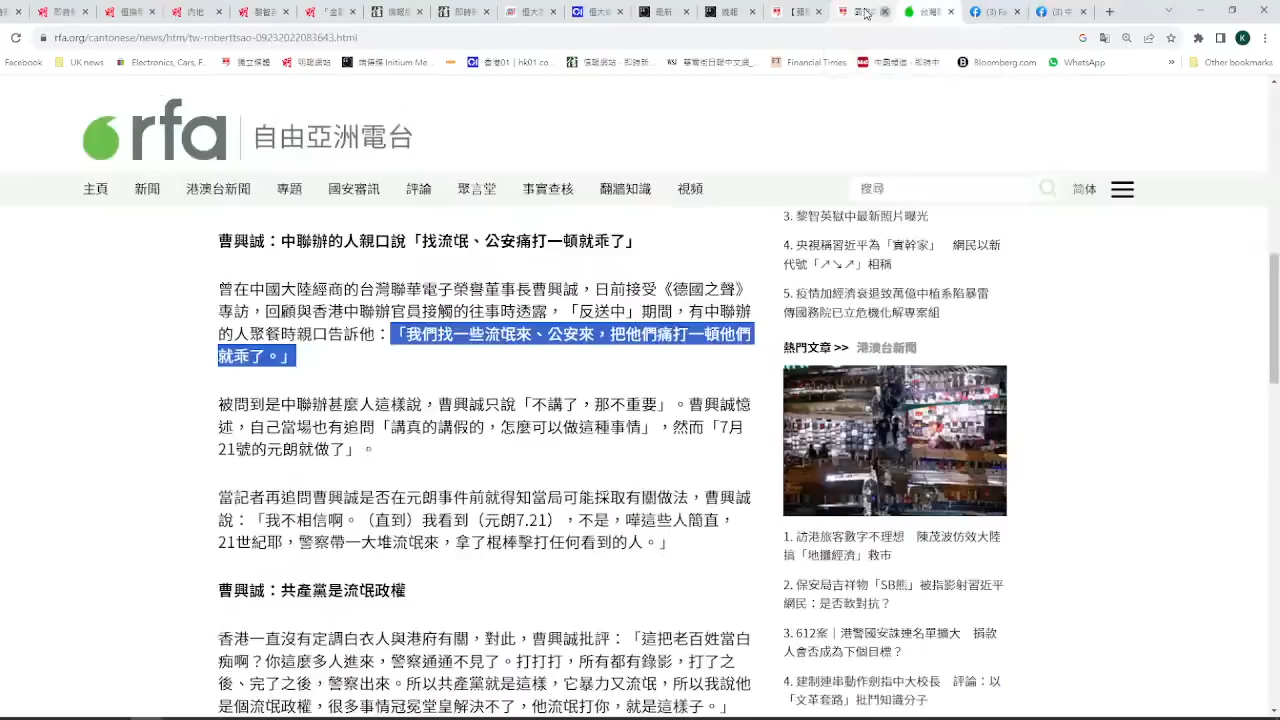 rfa.org/cantonese/news/htm/tw-roberttsao-09232022083643.html
Facebook
UK news
Electronics, Cars, F...
獨立媒體
明報網站
香港01 | hk01.co...
信報網站 - 即時新...
Financial Times
Bloomberg.com
WhatsApp
»
Other bookmarks
rfa 自由亞洲電台
主頁 新聞 港澳台新聞 專題 國安審訊 評論 聚言堂 事實查核 翻牆知識 視頻 搜尋 简体
曹興誠：中聯辦的人親口說「找流氓、公安痛打一頓就乖了」
曾在中國大陸經商的台灣聯華電子榮譽董事長曹興誠，日前接受《德國之聲》
專訪，回顧與香港中聯辦官員接觸的往事時透露，「反送中」期間，有中聯辦
的人聚餐時親口告訴他：「我們找一些流氓來、公安來，把他們痛打一頓他們
就乖了。」
被問到是中聯辦甚麼人這樣說，曹興誠只說「不講了，那不重要」。曹興誠憶
述，自己當場也有追問「講真的講假的，怎麼可以做這種事情」，然而「7月
21號的元朗就做了」。
當記者再追問曹興誠是否在元朗事件前就得知當局可能採取有關做法，曹興誠
說：「我不相信啊。（直到）我看到（元朗7.21），不是，嘩這些人簡直，
21世紀耶，警察帶一大堆流氓來，拿了棍棒擊打任何看到的人。」
曹興誠：共產黨是流氓政權
香港一直沒有定調白衣人與港府有關，對此，曹興誠批評：「這把老百姓當白
痴啊？你這麼多人進來，警察通通不見了。打打打，所有都有錄影，打了之
後、完了之後，警察出來。所以共產黨就是這樣，它暴力又流氓，所以我說他
是個流氓政權，很多事情冠冕堂皇解決不了，他流氓打你，就是這樣子。」
3. 黎智英獄中最新照片曝光
4. 央視稱習近平為「實幹家」 網民以新
代號「↗↘↗」相稱
5. 疫情加經濟衰退致萬億中植系陷暴雷
傳國務院已立危機化解專案組
熱門文章 >> 港澳台新聞
1. 訪港旅客數字不理想 陳茂波仿效大陸
搞「地攤經濟」救市
2. 保安局吉祥物「SB熊」被指影射習近平
網民：是否軟對抗？
3. 612案｜港警國安誅連名單擴大 捐款
人會否成為下個目標？
4. 建制連串動作劍指中大校長 評論：以
「文革套路」批鬥知識分子